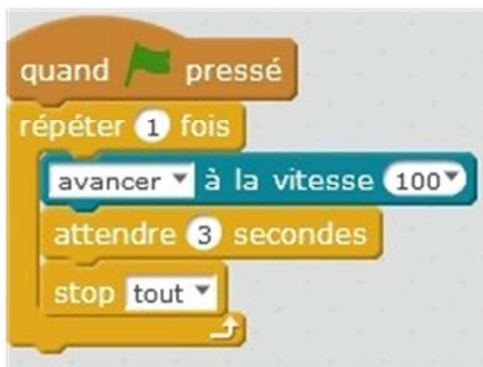 quand pressé
répéter 1 fois
avancer à la vitesse 100
attendre 3 secondes
stop tout